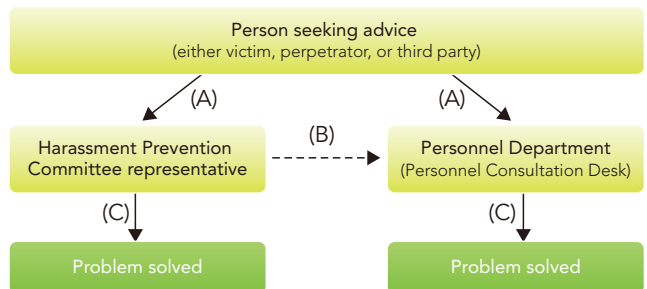 Person seeking advice
(either victim, perpetrator, or third party)
(A)
(A)
Harassment Prevention
Committee representative
(B)
Personnel Department
(Personnel Consultation Desk)
(C)
(C)
Problem solved
Problem solved